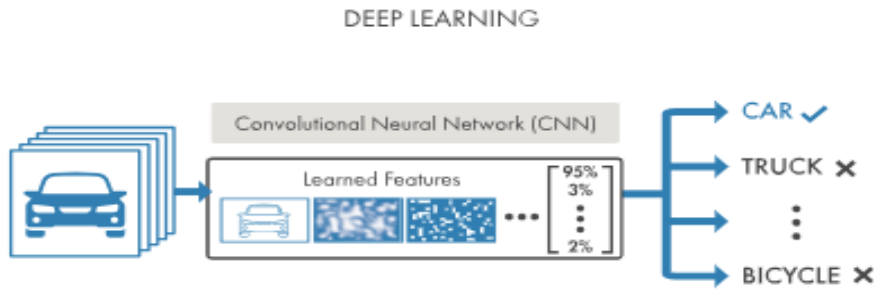 DEEP LEARNING
Convolutional Neural Network (CNN)
Learned Features
95%
3%
2%
CAR
TRUCK
BICYCLE